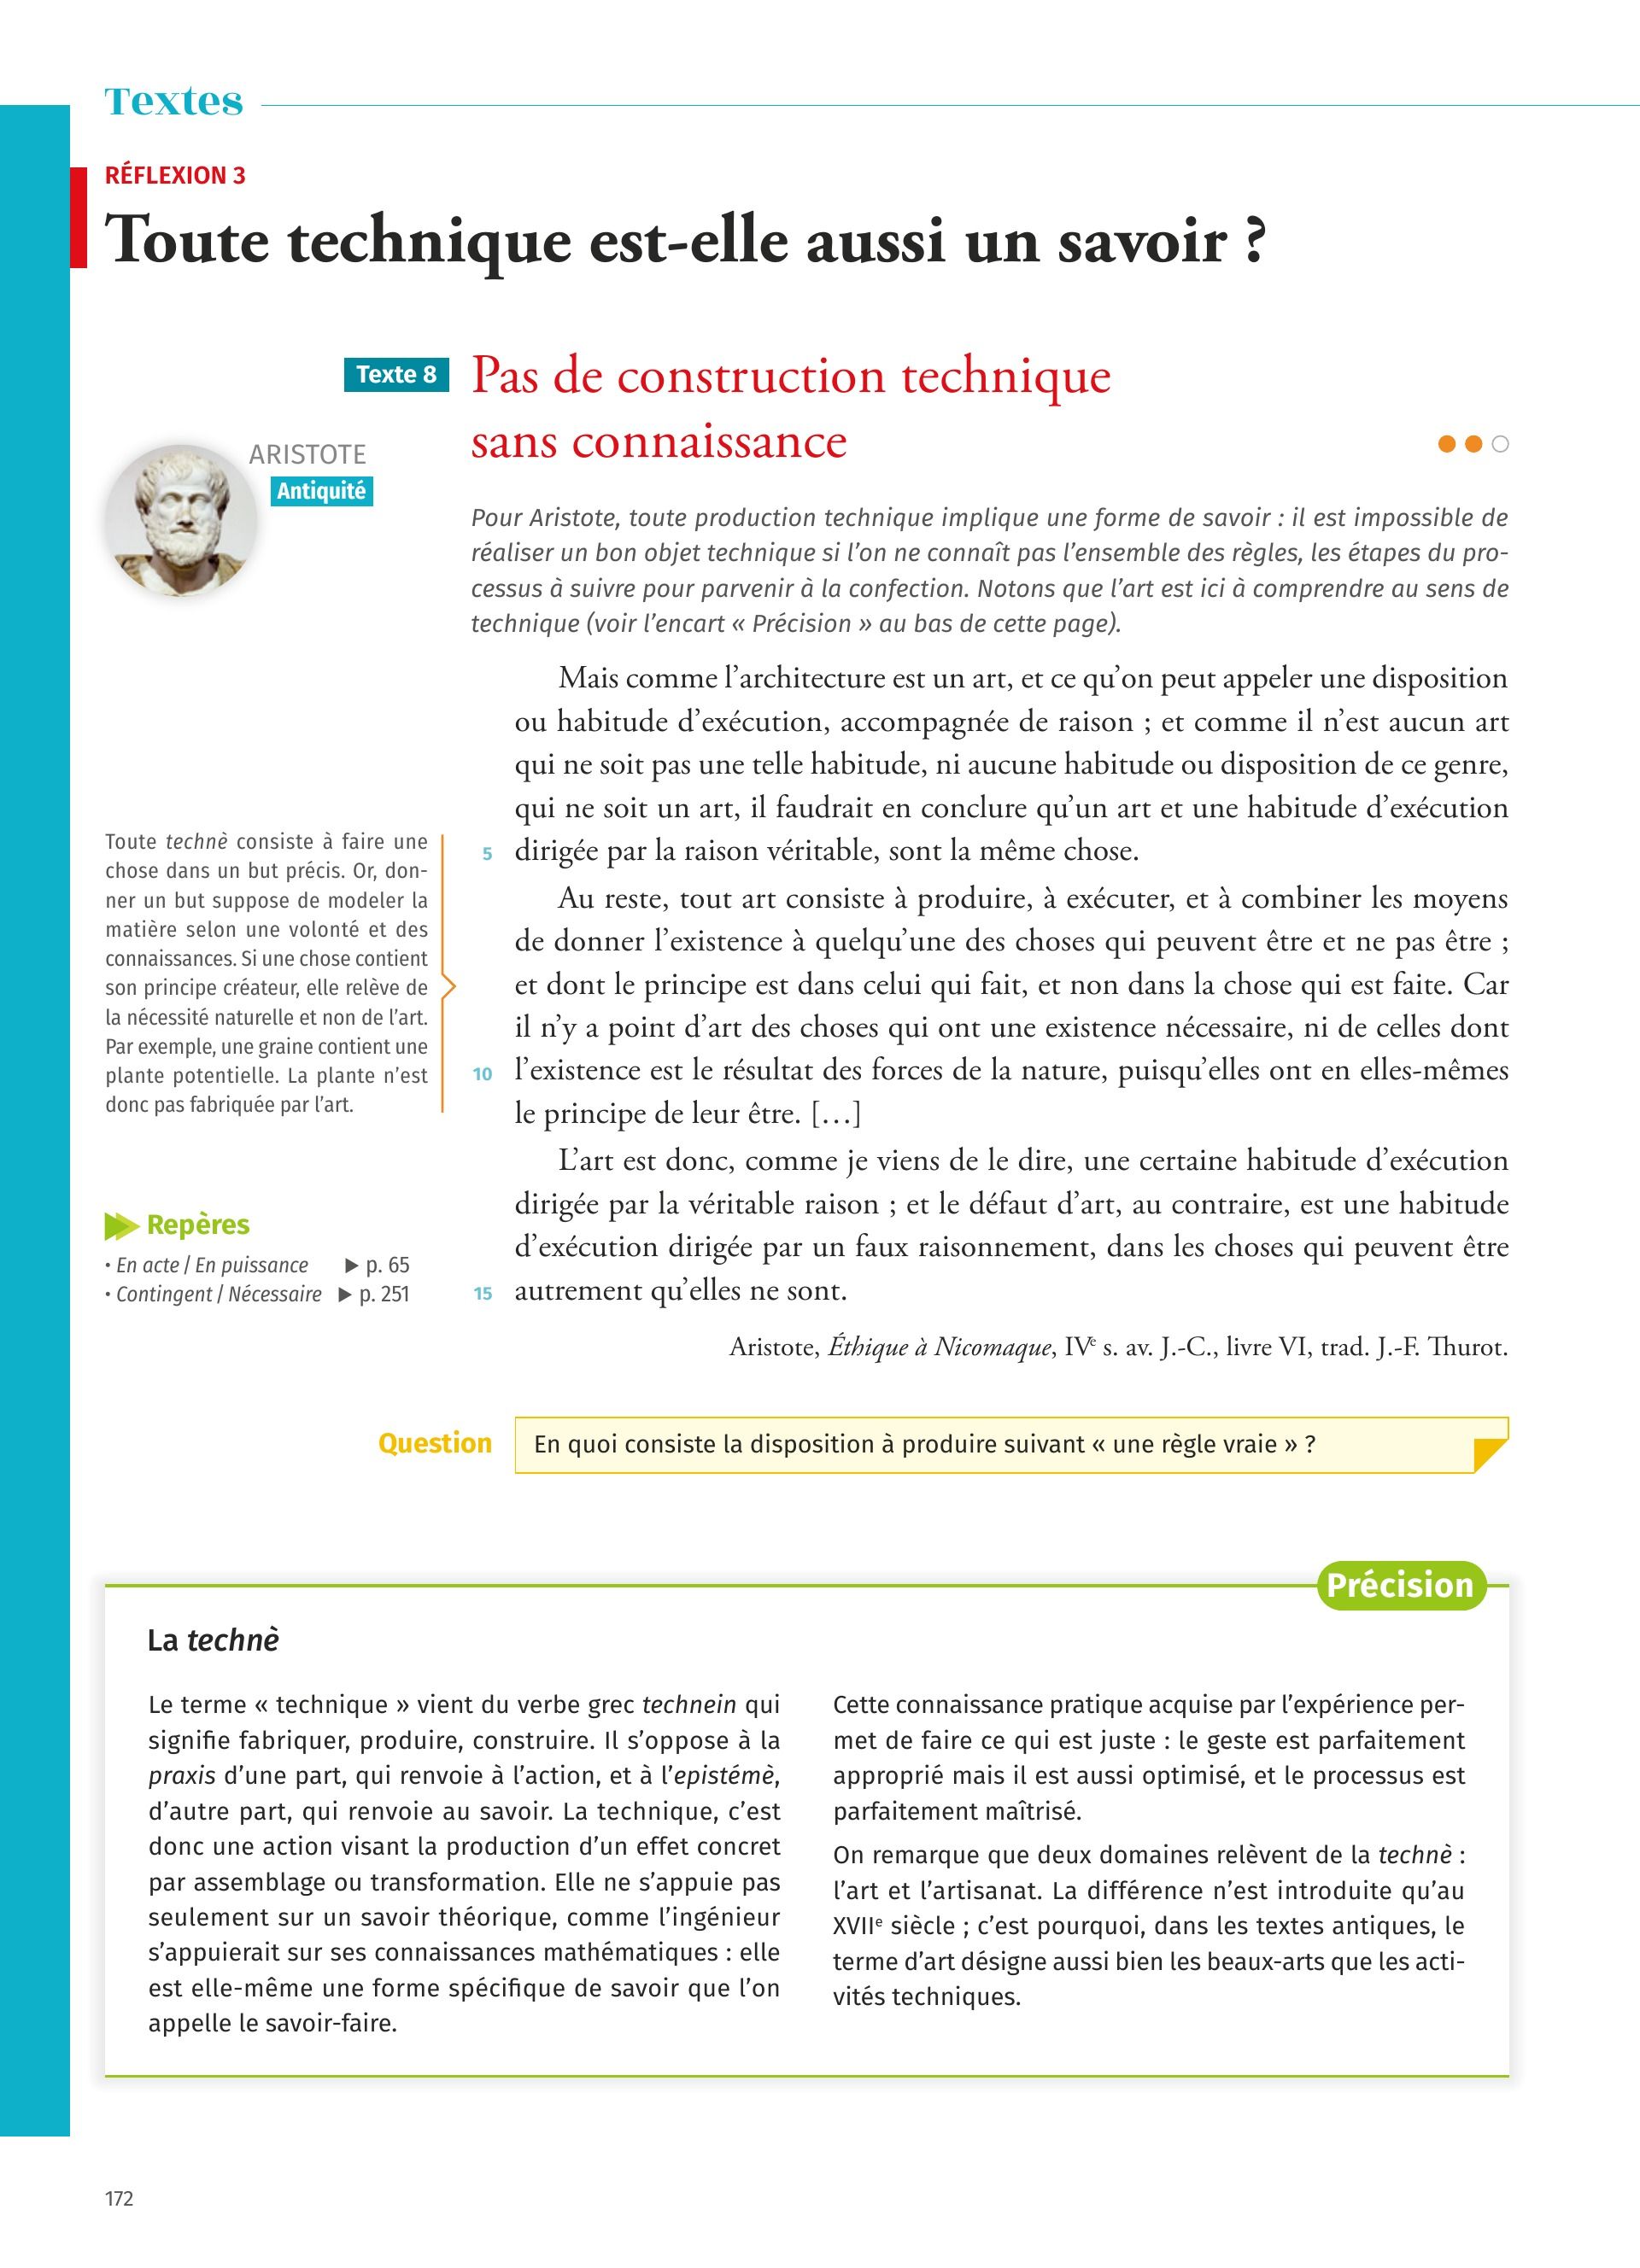 Textes
RÉFLEXION 3
Toute technique est-elle aussi un savoir ?
Texte 8
Pas de construction technique
sans connaissance
ARISTOTE
Antiquité
Pour Aristote, toute production technique implique une forme de savoir : il est impossible de
réaliser un bon objet technique si l’on ne connaît pas l’ensemble des règles, les étapes du pro-
cessus à suivre pour parvenir à la confection. Notons que l’art est ici à comprendre au sens de
technique (voir l’encart « Précision » au bas de cette page).
Mais comme l’architecture est un art, et ce qu’on peut appeler une disposition
ou habitude d’exécution, accompagnée de raison ; et comme il n’est aucun art
qui ne soit pas une telle habitude, ni aucune habitude ou disposition de ce genre,
qui ne soit un art, il faudrait en conclure qu’un art et une habitude d’exécution
5 dirigée par la raison véritable, sont la même chose.
Au reste, tout art consiste à produire, à exécuter, et à combiner les moyens
de donner l’existence à quelqu’une des choses qui peuvent être et ne pas être ;
et dont le principe est dans celui qui fait, et non dans la chose qui est faite. Car
il n’y a point d’art des choses qui ont une existence nécessaire, ni de celles dont
10 l’existence est le résultat des forces de la nature, puisqu’elles ont en elles-mêmes
le principe de leur être. […]
L’art est donc, comme je viens de le dire, une certaine habitude d’exécution
dirigée par la véritable raison ; et le défaut d’art, au contraire, est une habitude
d’exécution dirigée par un faux raisonnement, dans les choses qui peuvent être
15 autrement qu’elles ne sont.
Aristote, Éthique à Nicomaque, IVe s. av. J.-C., livre VI, trad. J.-F. Thurot.
Toute technè consiste à faire une
chose dans un but précis. Or, don-
ner un but suppose de modeler la
matière selon une volonté et des
connaissances. Si une chose contient
son principe créateur, elle relève de
la nécessité naturelle et non de l’art.
Par exemple, une graine contient une
plante potentielle. La plante n’est
donc pas fabriquée par l’art.
Repères
• En acte / En puissance ▶ p. 65
• Contingent / Nécessaire ▶ p. 251
Question
En quoi consiste la disposition à produire suivant « une règle vraie » ?
Précision
La technè
Le terme « technique » vient du verbe grec technein qui
signifie fabriquer, produire, construire. Il s’oppose à la
praxis d’une part, qui renvoie à l’action, et à l’epistémè,
d’autre part, qui renvoie au savoir. La technique, c’est
donc une action visant la production d’un effet concret
par assemblage ou transformation. Elle ne s’appuie pas
seulement sur un savoir théorique, comme l’ingénieur
s’appuierait sur ses connaissances mathématiques : elle
est elle-même une forme spécifique de savoir que l’on
appelle le savoir-faire.
Cette connaissance pratique acquise par l’expérience per-
met de faire ce qui est juste : le geste est parfaitement
approprié mais il est aussi optimisé, et le processus est
parfaitement maîtrisé.
On remarque que deux domaines relèvent de la technè :
l’art et l’artisanat. La différence n’est introduite qu’au
XVIIe siècle ; c’est pourquoi, dans les textes antiques, le
terme d’art désigne aussi bien les beaux-arts que les acti-
vités techniques.
172